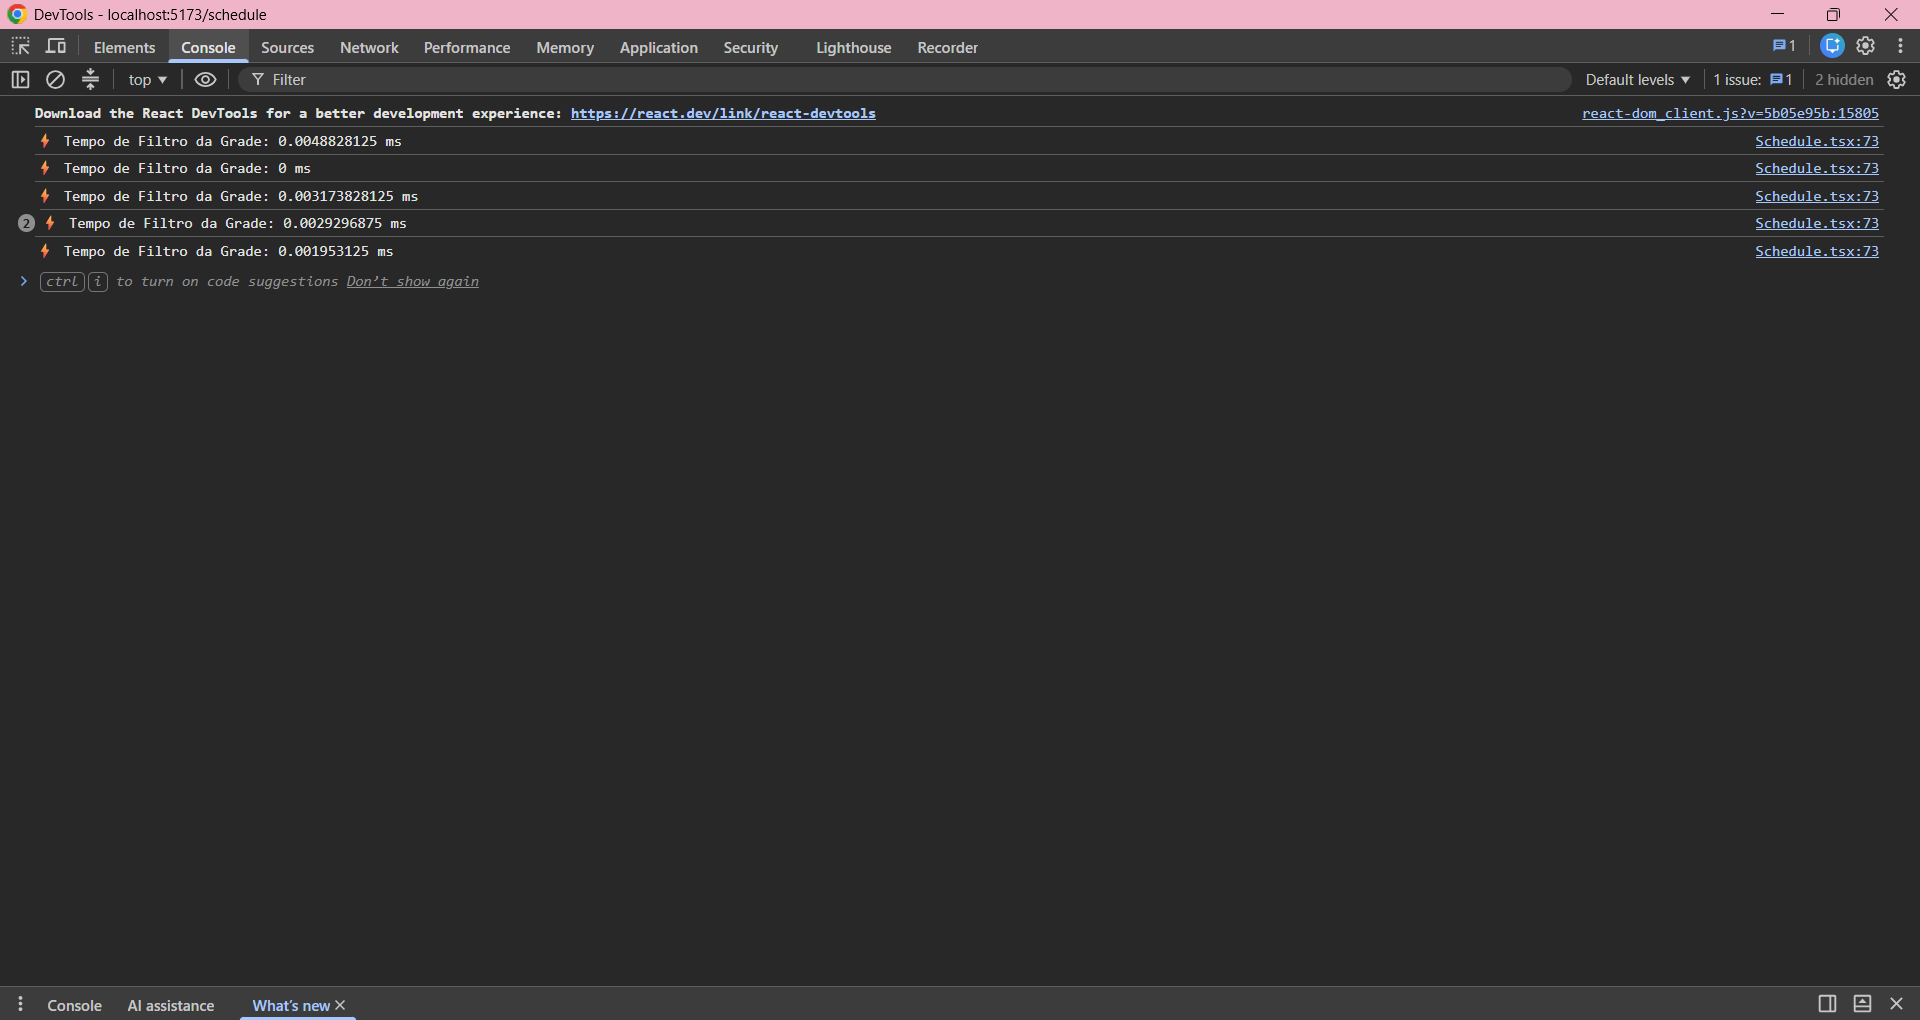 DevTools - localhost:5173/schedule
Elements Console Sources Network Performance Memory Application Security Lighthouse Recorder 1
top Filter Default levels 1 issue: 1 2 hidden
Download the React DevTools for a better development experience: https://react.dev/link/react-devtools react-dom_client.js?v=5b05e95b:15805
⚡ Tempo de Filtro da Grade: 0.0048828125 ms Schedule.tsx:73
⚡ Tempo de Filtro da Grade: 0 ms Schedule.tsx:73
⚡ Tempo de Filtro da Grade: 0.003173828125 ms Schedule.tsx:73
2 ⚡ Tempo de Filtro da Grade: 0.0029296875 ms Schedule.tsx:73
⚡ Tempo de Filtro da Grade: 0.001953125 ms Schedule.tsx:73
ctrl i to turn on code suggestions Don’t show again
Console AI assistance What's new